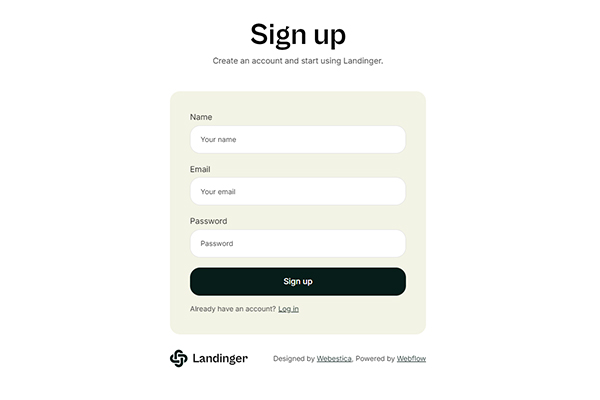 Sign up
Create an account and start using Landinger.
Name
Your name
Email
Your email
Password
Password
Sign up
Already have an account? Log in
Landinger
Designed by Webestica, Powered by Webflow